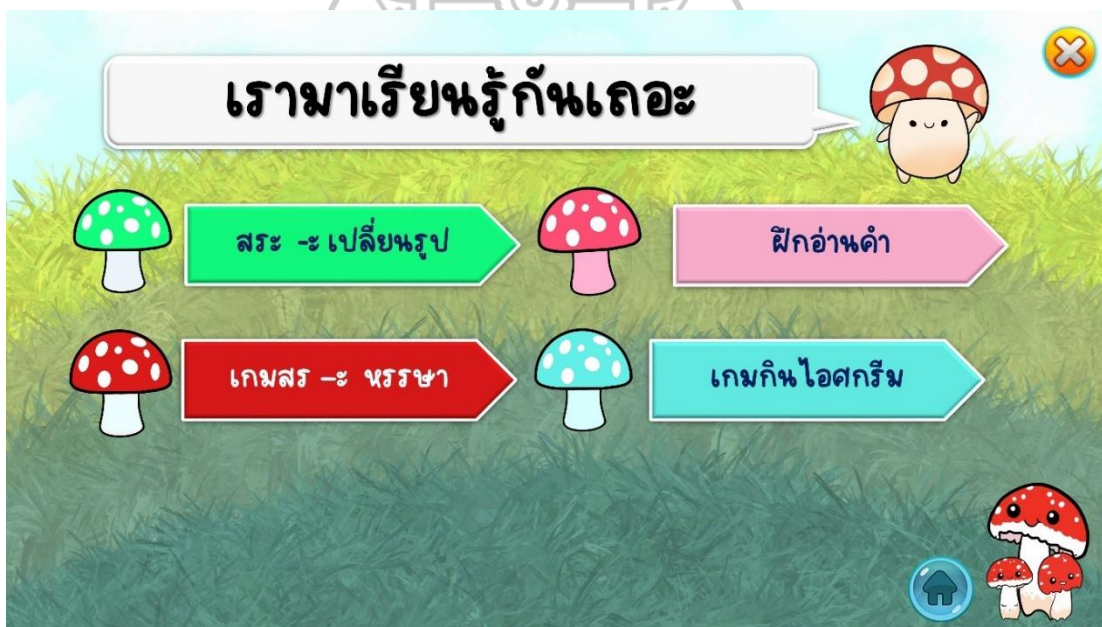 เรามาเรียนรู้กันเถอะ
สระ -ะ เปลี่ยนรูป
ฝึกอ่านคำ
เกมสร -ะ หรรษา
เกมกินไอศกรีม